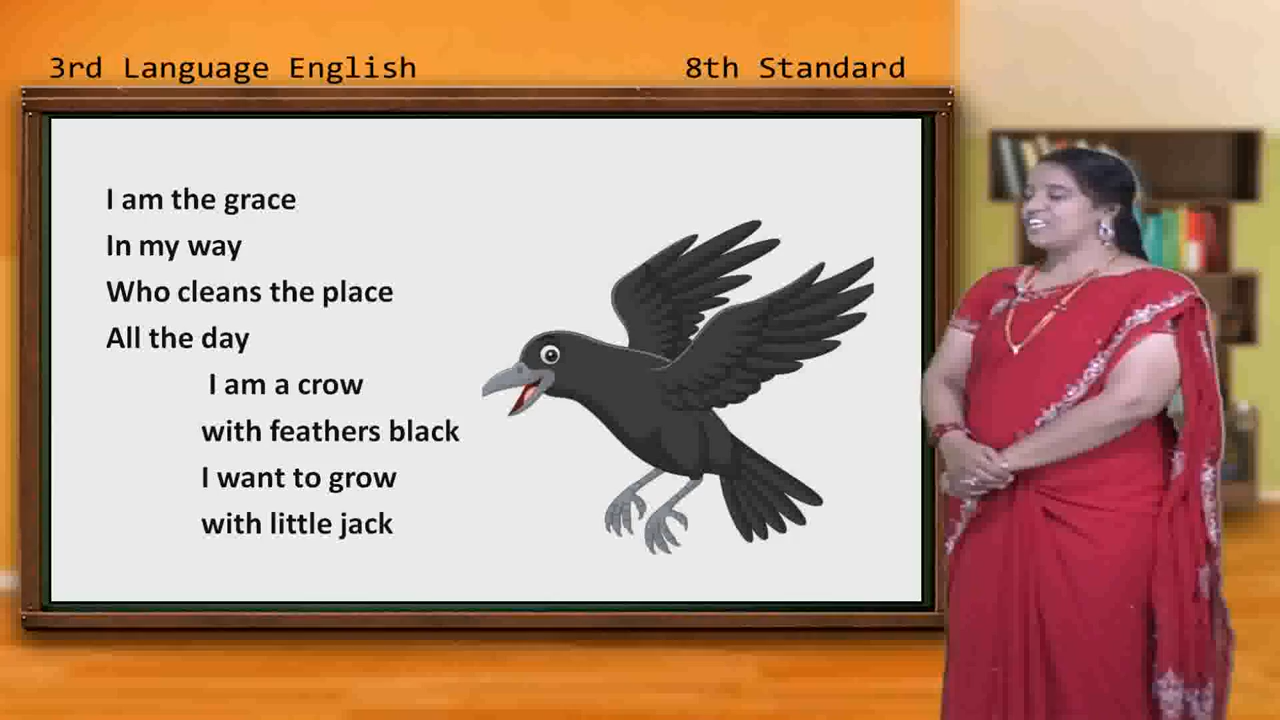 3rd Language English
8th Standard
I am the grace
In my way
Who cleans the place
All the day
I am a crow
with feathers black
I want to grow
with little jack